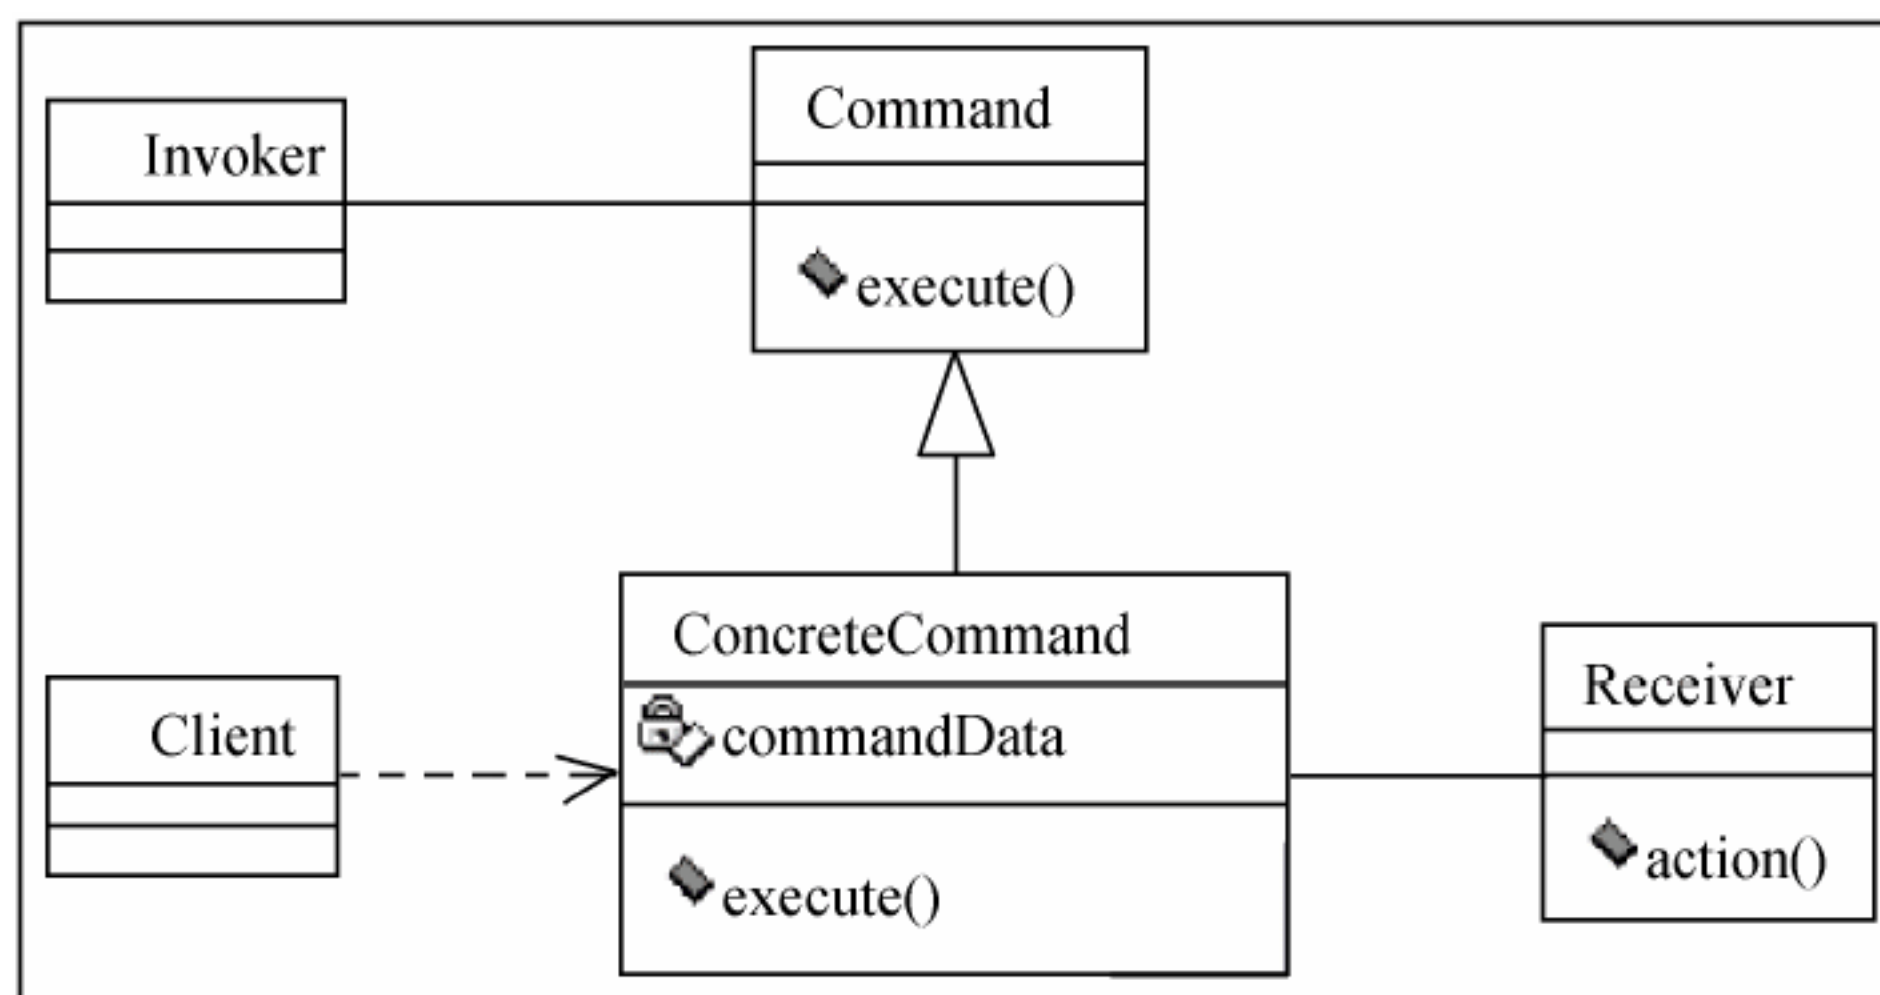 Command
Invoker
execute()
ConcreteCommand
Receiver
Client
commandData
action()
execute()